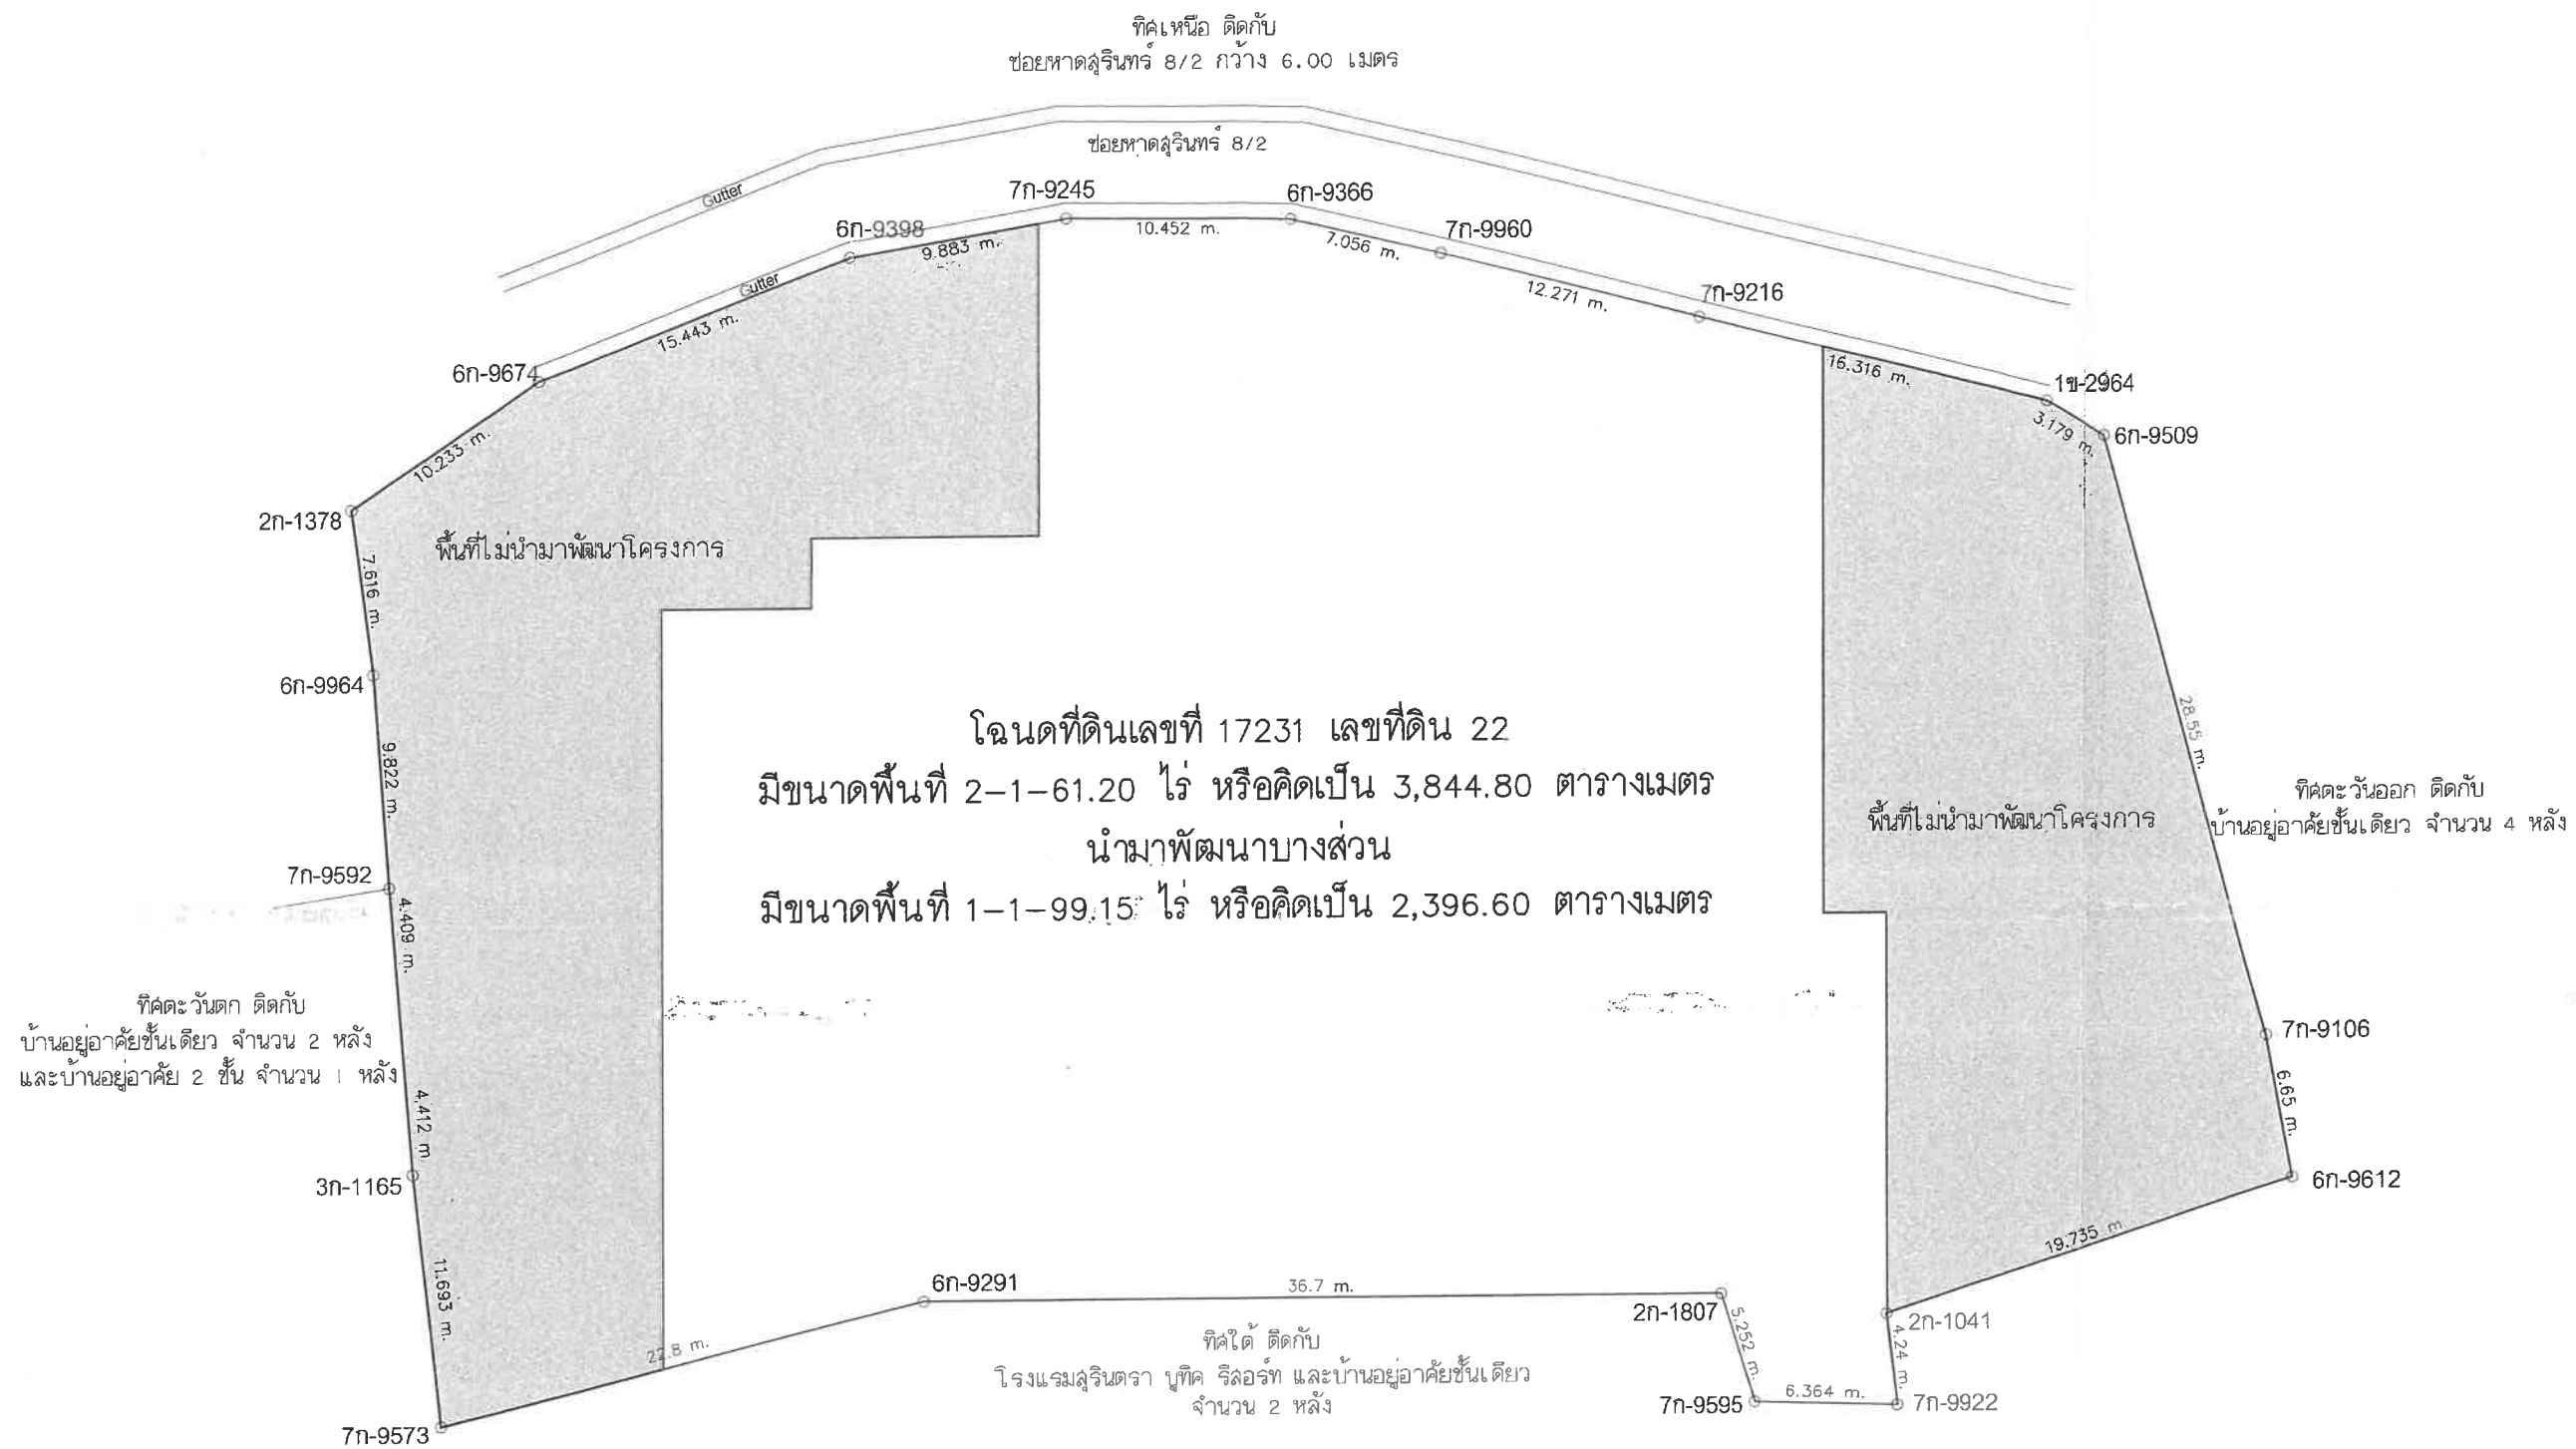 ทิศเหนือ ติดกับ
ซอยหาดสุรินทร์ 8/2 กว้าง 6.00 เมตร
ซอยหาดสุรินทร์ 8/2
Gutter
7ก-9245
6ก-9366
6ก-9398
7ก-9960
9.883 m.
10.452 m.
7.056 m.
Gutter
15.443 m.
12.271 m.
7ก-9216
6ก-9674
16.316 m.
1ข-2964
3.179 m.
6ก-9509
10.233 m.
2ก-1378
พื้นที่ไม่นำมาพัฒนาโครงการ
7.616 m.
6ก-9964
28.55 m.
โฉนดที่ดินเลขที่ 17231 เลขที่ดิน 22
มีขนาดพื้นที่ 2-1-61.20 ไร่ หรือคิดเป็น 3,844.80 ตารางเมตร
นำมาพัฒนาบางส่วน
มีขนาดพื้นที่ 1-1-99.15 ไร่ หรือคิดเป็น 2,396.60 ตารางเมตร
9.822 m.
พื้นที่ไม่นำมาพัฒนาโครงการ
ทิศตะวันออก ติดกับ
บ้านอยู่อาศัยชั้นเดียว จำนวน 4 หลัง
7ก-9592
4.409 m.
ทิศตะวันตก ติดกับ
บ้านอยู่อาศัยชั้นเดียว จำนวน 2 หลัง
และบ้านอยู่อาศัย 2 ชั้น จำนวน 1 หลัง
4.412 m
7ก-9106
6.65 m.
3ก-1165
6ก-9612
19.735 m.
11.693 m.
6ก-9291
36.7 m.
2ก-1807
5.252 m.
2ก-1041
4.24 m.
22.8 m.
ทิศใต้ ติดกับ
โรงแรมสุรินตรา บูทิค รีสอร์ท และบ้านอยู่อาศัยชั้นเดียว
จำนวน 2 หลัง
7ก-9595
6.364 m.
7ก-9922
7ก-9573